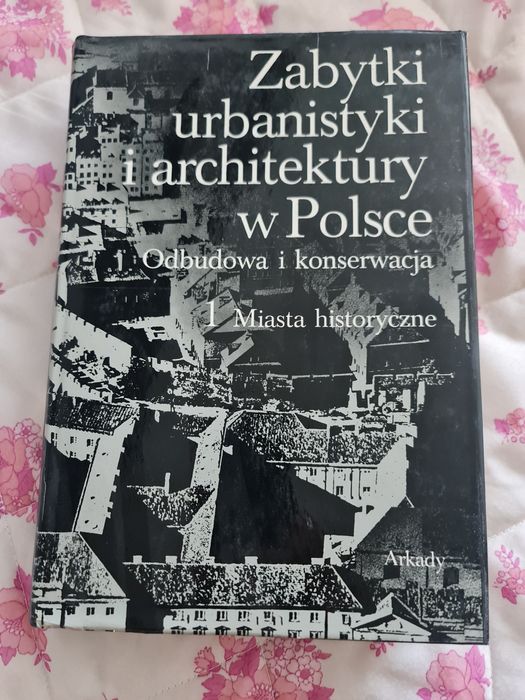 Zabytki
urbanistyki
i architektury
w Polsce
Odbudowa i konserwacja
1 Miasta historyczne
Arkady